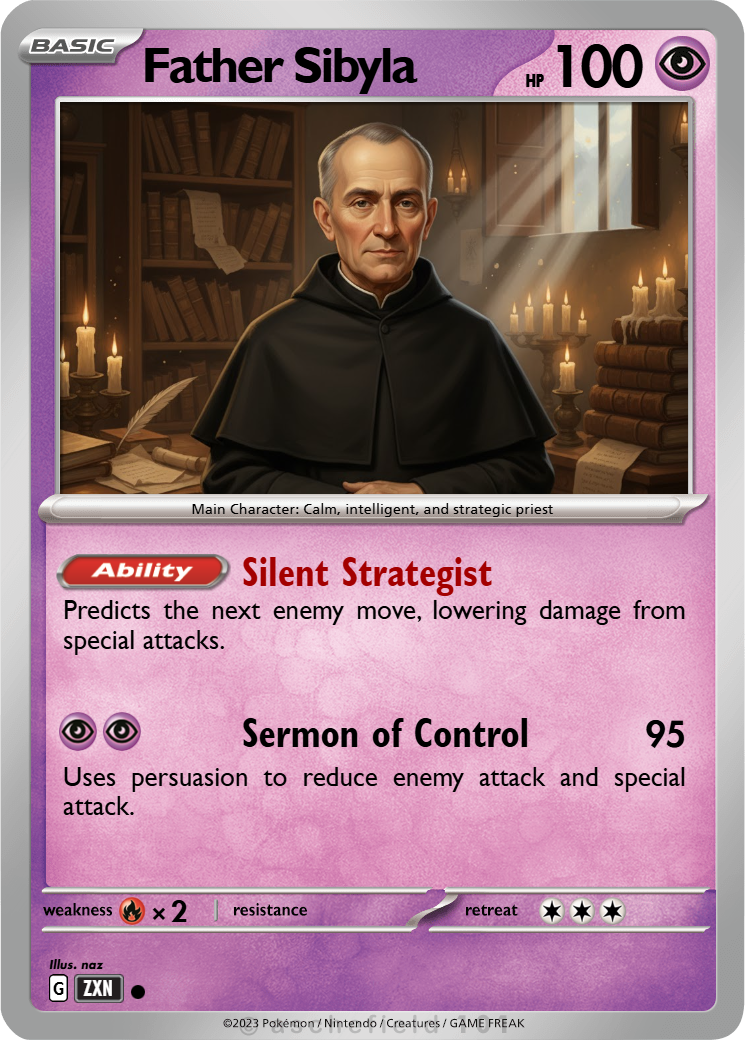 BASIC
Father Sibyla
HP 100
Main Character: Calm, intelligent, and strategic priest
Ability Silent Strategist
Predicts the next enemy move, lowering damage from
special attacks.
Sermon of Control 95
Uses persuasion to reduce enemy attack and special
attack.
weakness × 2 resistance retreat
Illus. naz
G ZXN
©2023 Pokémon / Nintendo / Creatures / GAME FREAK